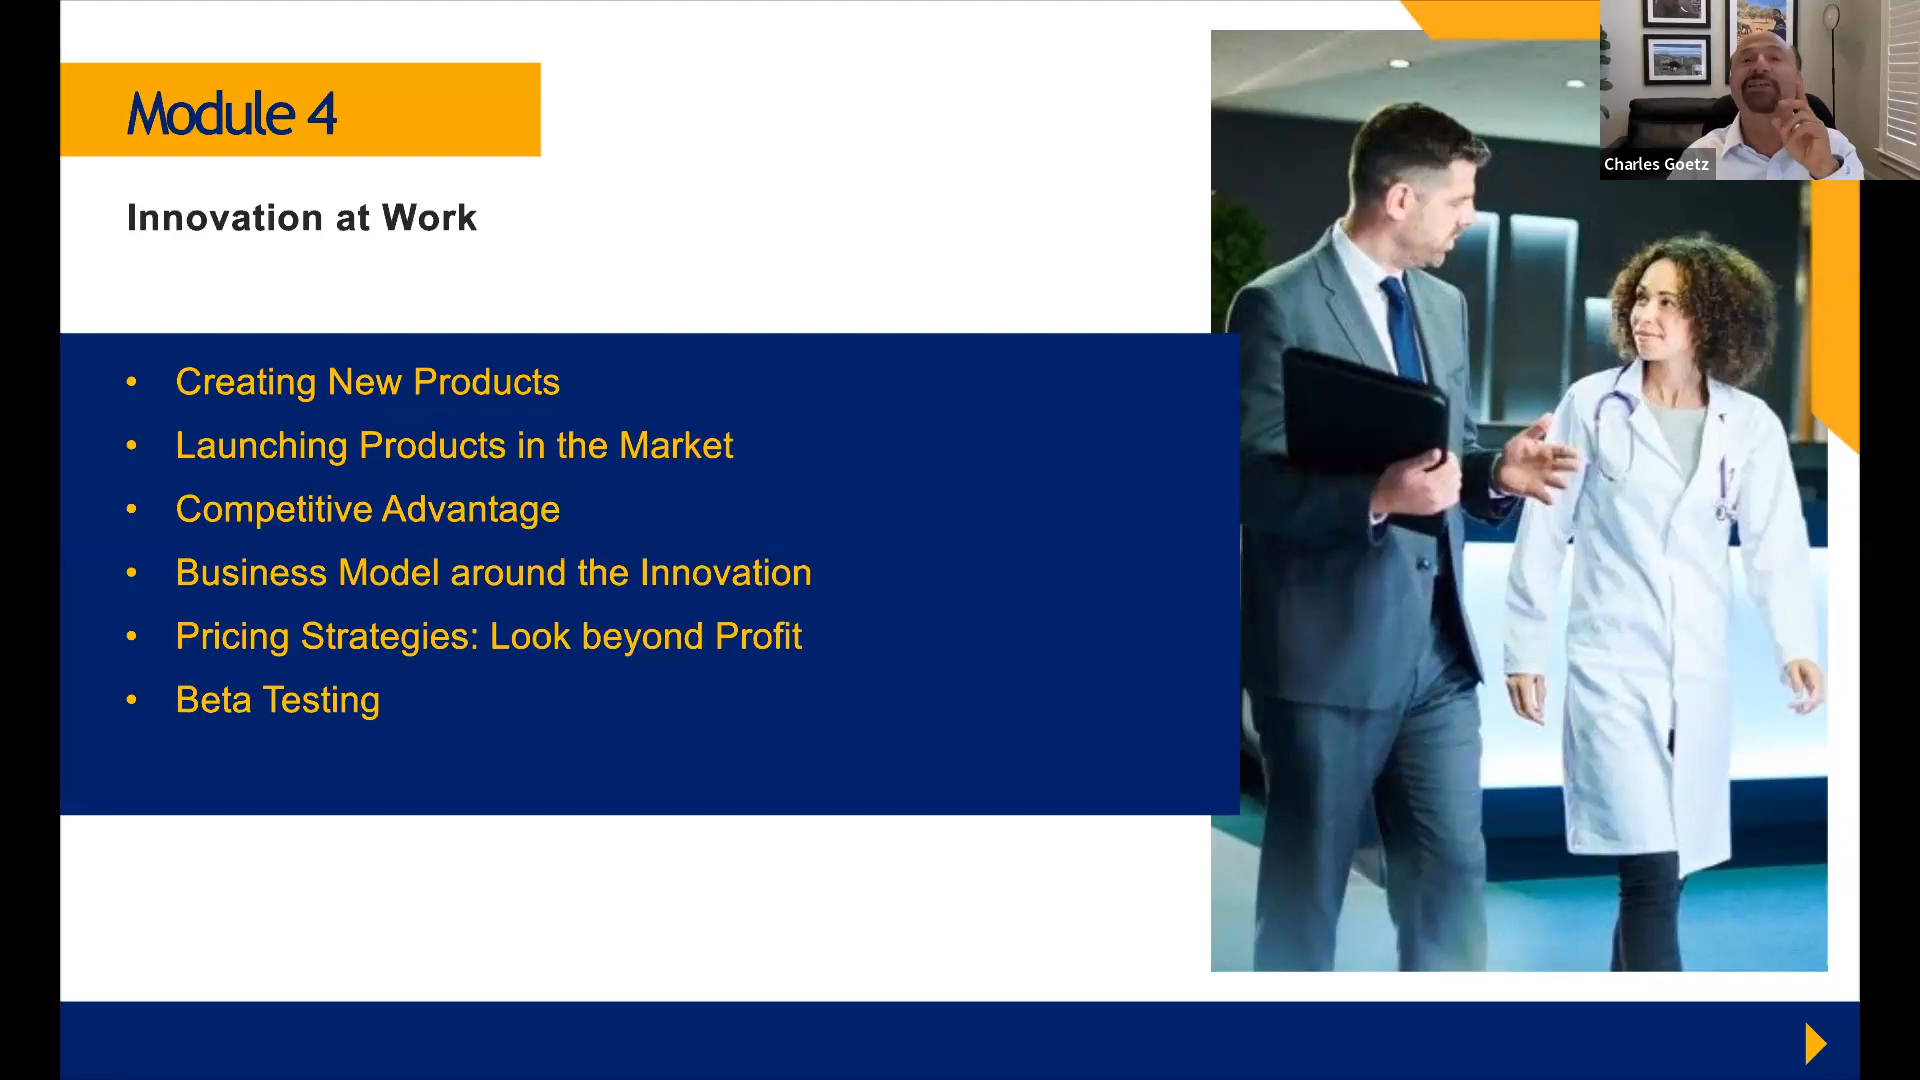 Module 4
Innovation at Work
• Creating New Products
• Launching Products in the Market
• Competitive Advantage
• Business Model around the Innovation
• Pricing Strategies: Look beyond Profit
• Beta Testing
Charles Goetz